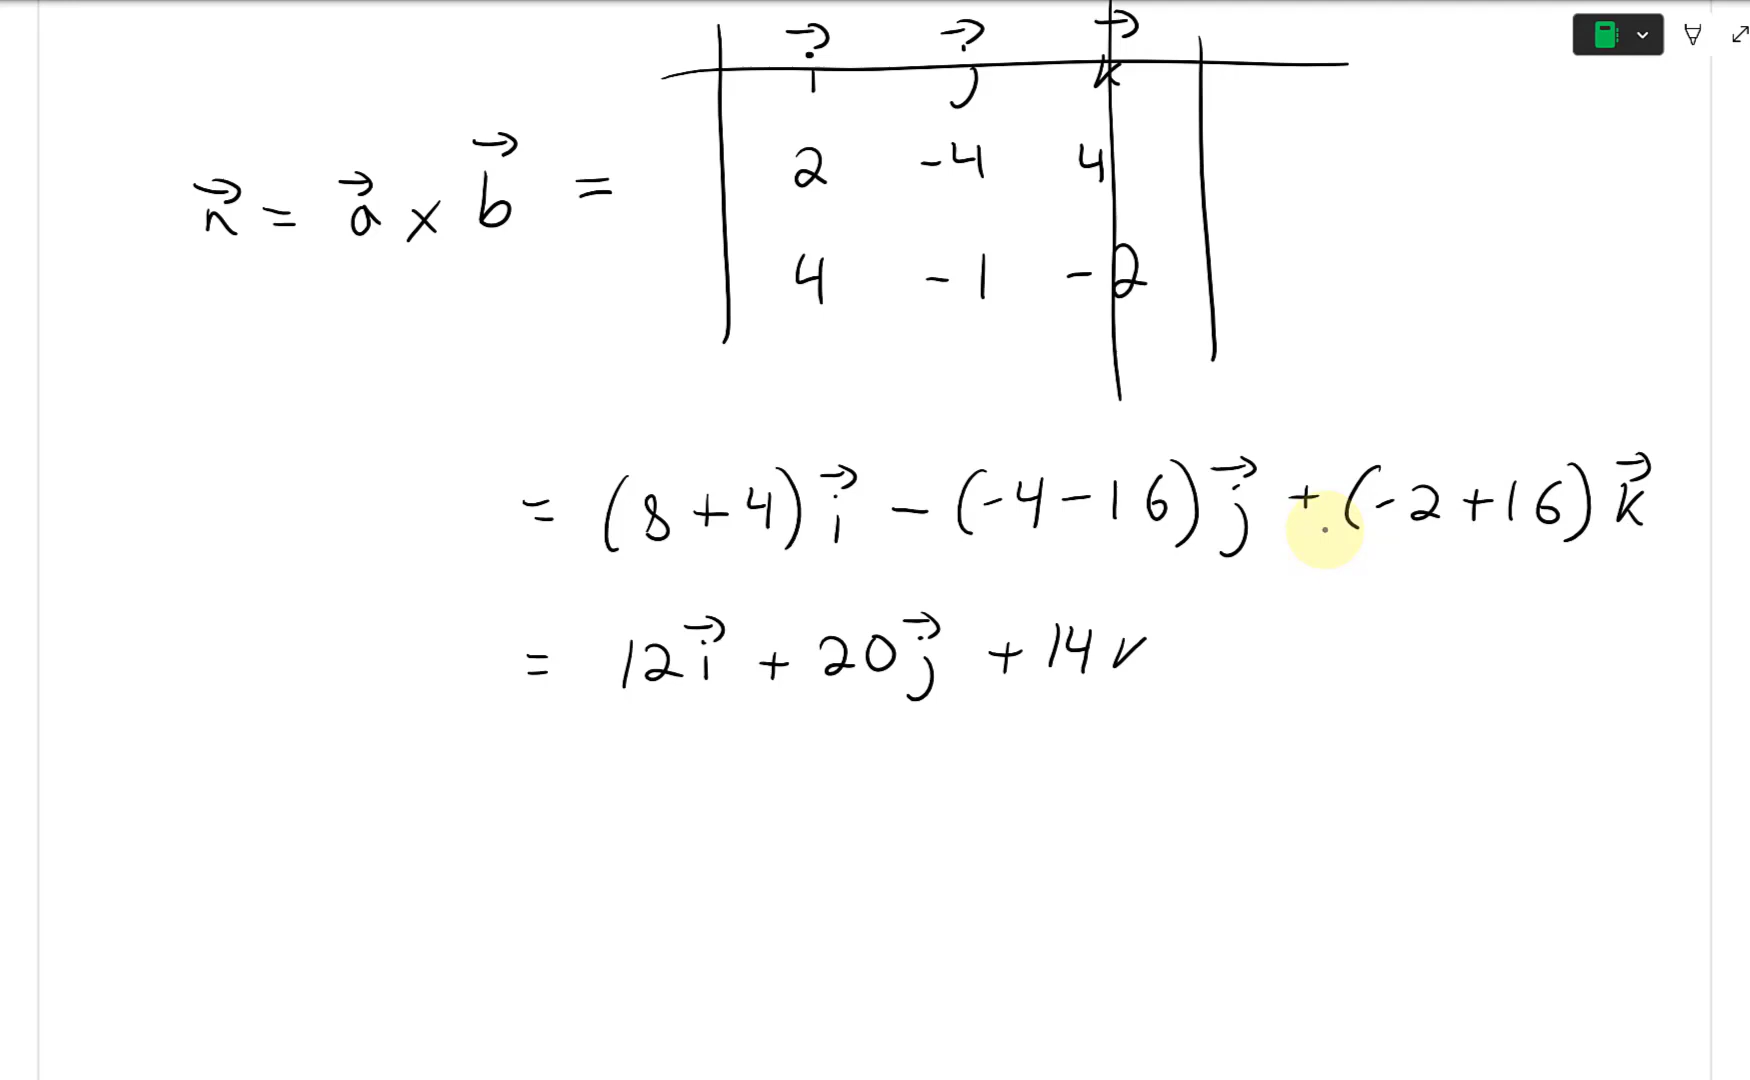 i⃗ j⃗ k⃗
n⃗ = a⃗ × b⃗ = | 2 -4 4 |
4 -1 -2
= (8+4) i⃗ - (-4-16) j⃗ + (-2+16) k⃗
= 12 i⃗ + 20 j⃗ + 14